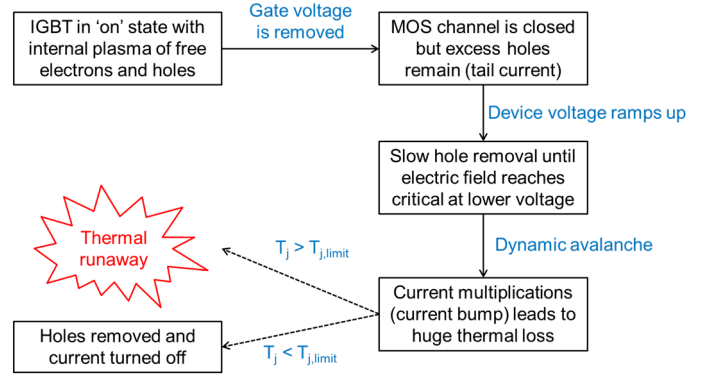 IGBT in ‘on’ state with
internal plasma of free
electrons and holes
Gate voltage
is removed
MOS channel is closed
but excess holes
remain (tail current)
Device voltage ramps up
Slow hole removal until
electric field reaches
critical at lower voltage
Dynamic avalanche
Current multiplications
(current bump) leads to
huge thermal loss
Tj > Tj,limit
Thermal
runaway
Tj < Tj,limit
Holes removed and
current turned off